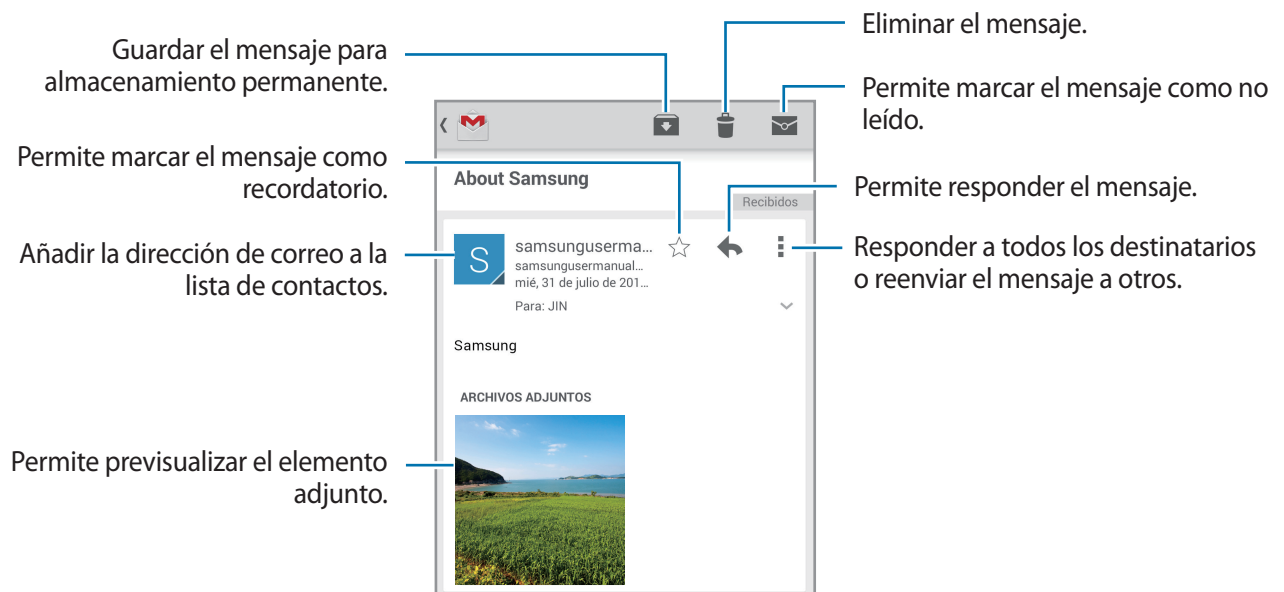 Eliminar el mensaje.
Guardar el mensaje para
almacenamiento permanente.
Permite marcar el mensaje como no
leído.
Permite marcar el mensaje como
recordatorio.
About Samsung
Permite responder el mensaje.
Recibidos
Añadir la dirección de correo a la
lista de contactos.
S
samsunguserma...
samsungusermanual...
mié, 31 de julio de 201...
Para: JIN
Responder a todos los destinatarios
o reenviar el mensaje a otros.
Samsung
ARCHIVOS ADJUNTOS
Permite previsualizar el elemento
adjunto.